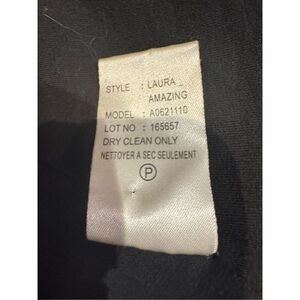 STYLE : LAURA
AMAZING
MODEL : A0621110
LOT NO : 165657
DRY CLEAN ONLY
NETTOYER A SEC SEULEMENT
P